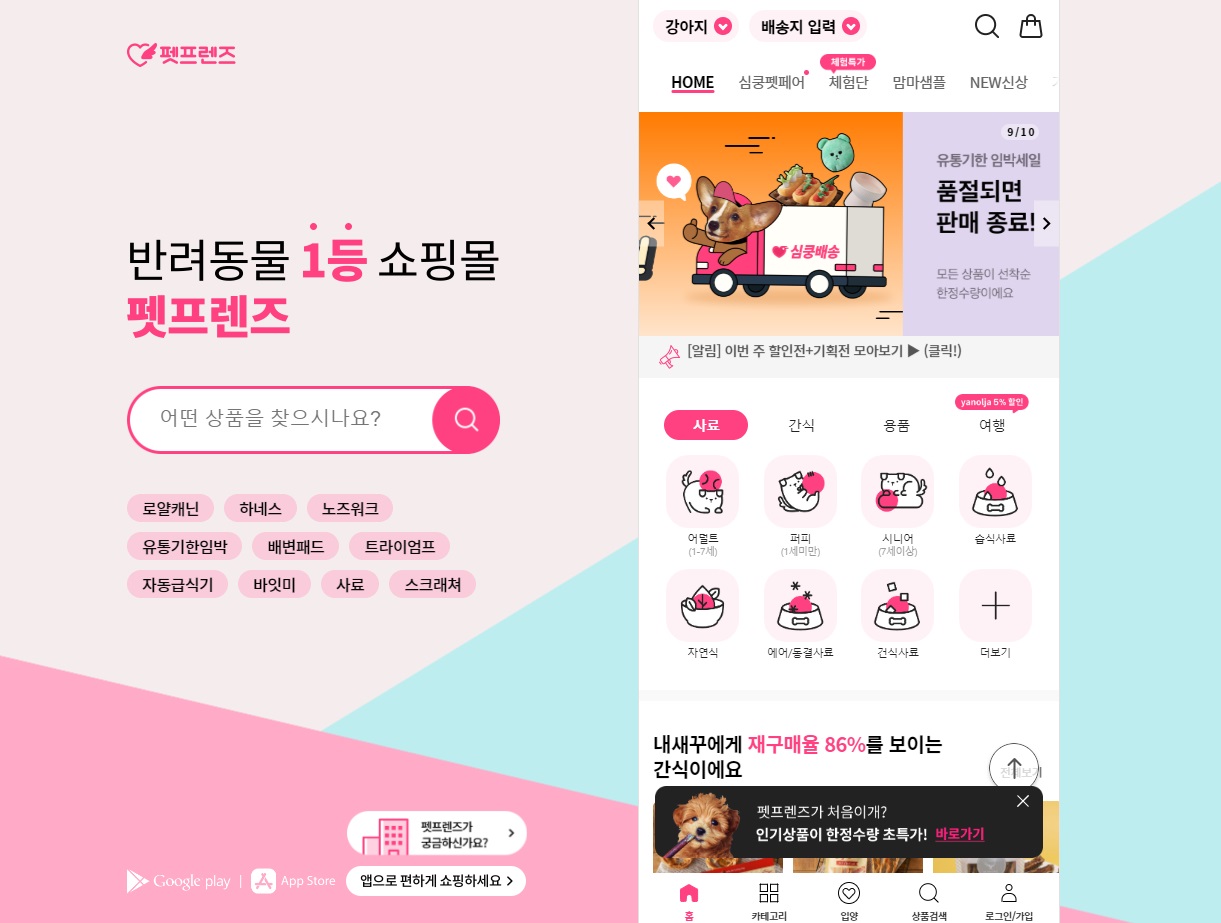 펫프렌즈
반려동물 1등 쇼핑몰
펫프렌즈
어떤 상품을 찾으시나요?
로얄캐닌 하네스 노즈워크
유통기한임박 배변패드 트라이엄프
자동급식기 바잇미 사료 스크래쳐
펫프렌즈가
궁금하신가요?
Google play | App Store 앱으로 편하게 쇼핑하세요
강아지 배송지 입력
체험특가
HOME 심쿵펫페어 체험단 맘마샘플 NEW신상
9/10
유통기한 임박세일
품절되면
판매 종료!
모든 상품이 선착순
한정수량이에요
심쿵배송
[알림] 이번 주 할인전+기획전 모아보기 ▶ (클릭!)
yanolja 5% 할인
사료 간식 용품 여행
어덜트 퍼피 시니어 습식사료
(1-7세) (1세미만) (7세이상)
자연식 에어/동결사료 건식사료 더보기
내새꾸에게 재구매율 86%를 보이는
간식이에요
전체보기
펫프렌즈가 처음이개?
인기상품이 한정수량 초특가! 바로가기
홈 카테고리 입양 상품검색 로그인/가입